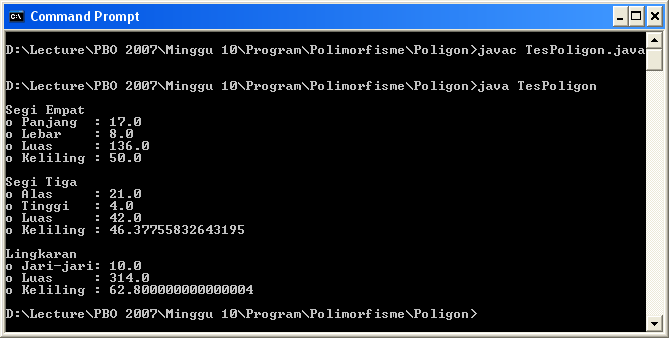 Command Prompt
D:\Lecture\PBO 2007\Minggu 10\Program\Polimorfisme\Poligon>javac TesPoligon.java
D:\Lecture\PBO 2007\Minggu 10\Program\Polimorfisme\Poligon>java TesPoligon
Segi Empat
o Panjang  : 17.0
o Lebar    : 8.0
o Luas     : 136.0
o Keliling : 50.0
Segi Tiga
o Alas     : 21.0
o Tinggi   : 4.0
o Luas     : 42.0
o Keliling : 46.37755832643195
Lingkaran
o Jari-jari: 10.0
o Luas     : 314.0
o Keliling : 62.800000000000004
D:\Lecture\PBO 2007\Minggu 10\Program\Polimorfisme\Poligon>